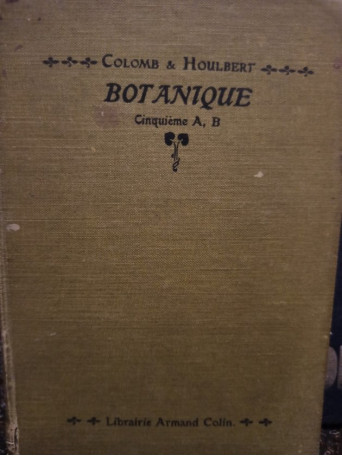 COLOMB & HOULBERT
BOTANIQUE
Cinquième A, B
Librairie Armand Colin.